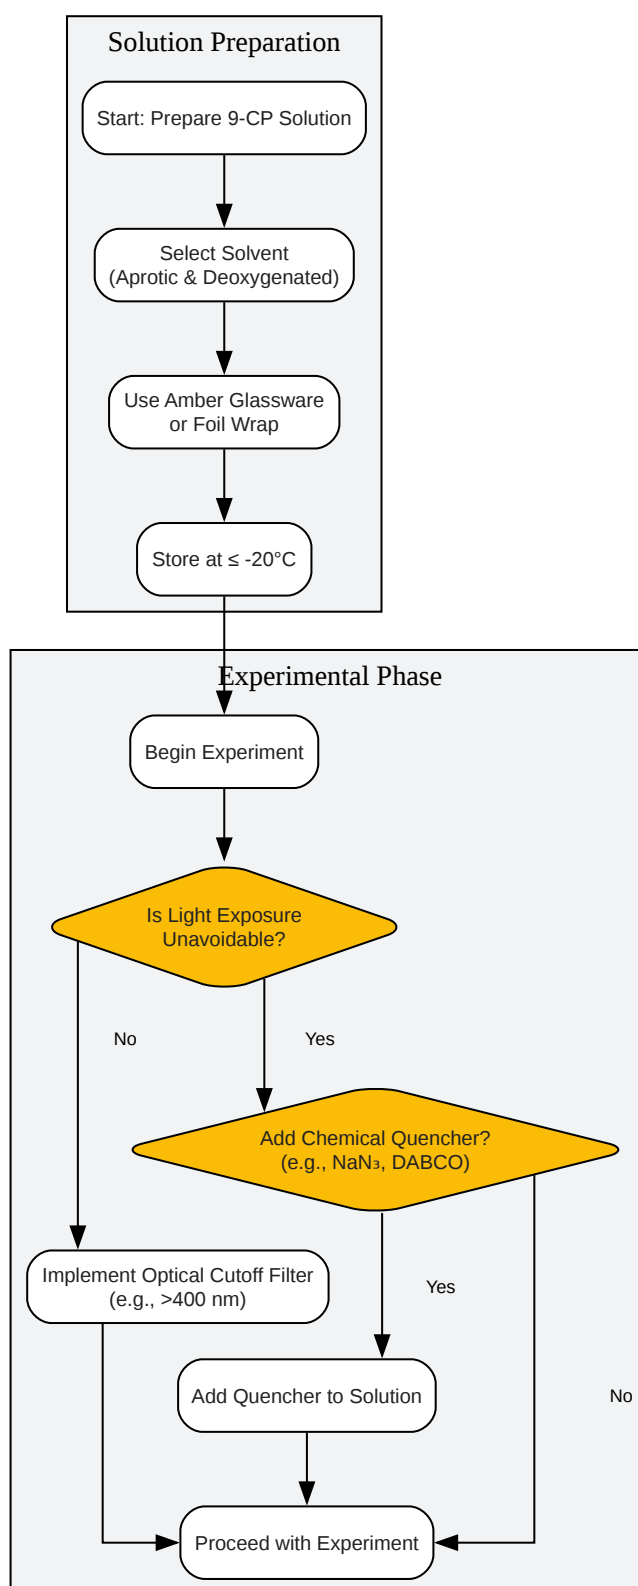 Solution Preparation
Start: Prepare 9-CP Solution
Select Solvent
(Aprotic & Deoxygenated)
Use Amber Glassware
or Foil Wrap
Store at ≤ -20°C
Experimental Phase
Begin Experiment
Is Light Exposure
Unavoidable?
No
Yes
Add Chemical Quencher?
(e.g., NaN₃, DABCO)
Implement Optical Cutoff Filter
(e.g., >400 nm)
Yes
Add Quencher to Solution
No
Proceed with Experiment